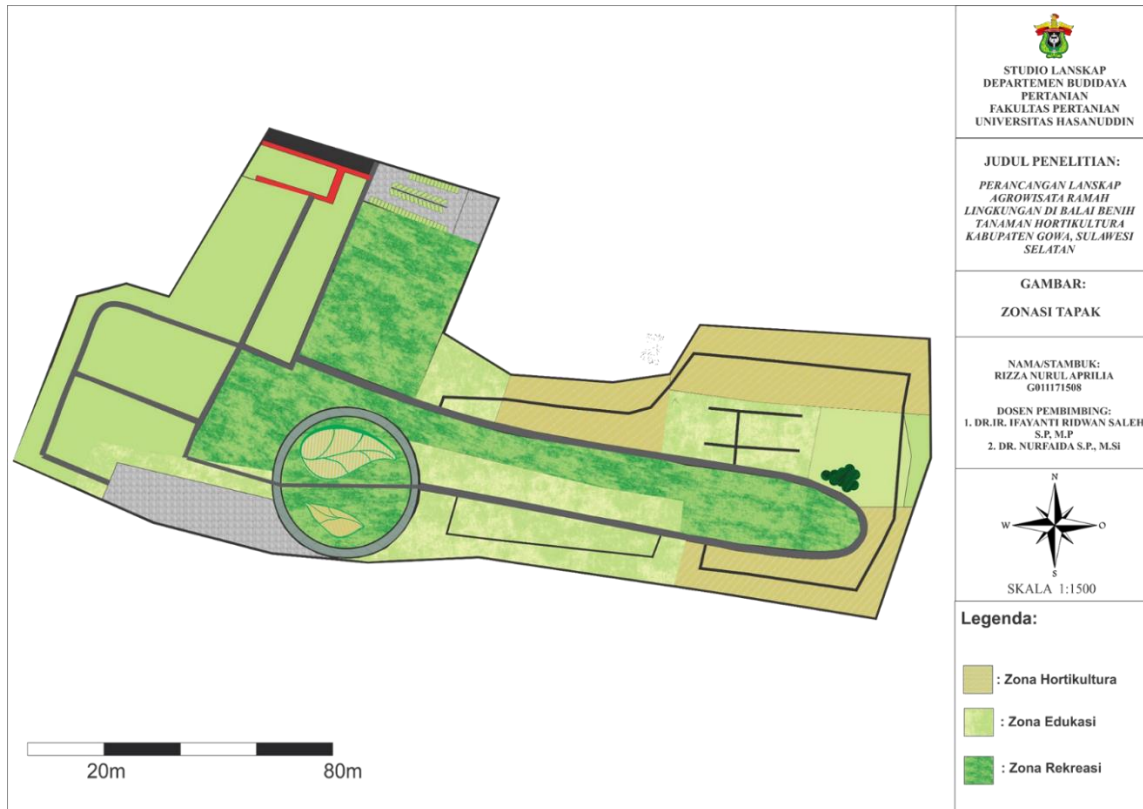 STUDIO LANSKAP
DEPARTEMEN BUDIDAYA
PERTANIAN
FAKULTAS PERTANIAN
UNIVERSITAS HASANUDDIN
JUDUL PENELITIAN:
PERANCANGAN LANSKAP
AGROWISATA RAMAH
LINGKUNGAN DI BALAI BENIH
TANAMAN HORTIKULTURA
KABUPATEN GOWA, SULAWESI
SELATAN
GAMBAR:
ZONASI TAPAK
NAMA/STAMBUK:
RIZZA NURUL APRILIA
G011171508
DOSEN PEMBIMBING:
1. DR.IR. IFAYANTI RIDWAN SALEH
S.P, M.P
2. DR. NURFAIDA S.P., M.Si
N
W
O
S
SKALA 1:1500
Legenda:
: Zona Hortikultura
: Zona Edukasi
: Zona Rekreasi
20m
80m